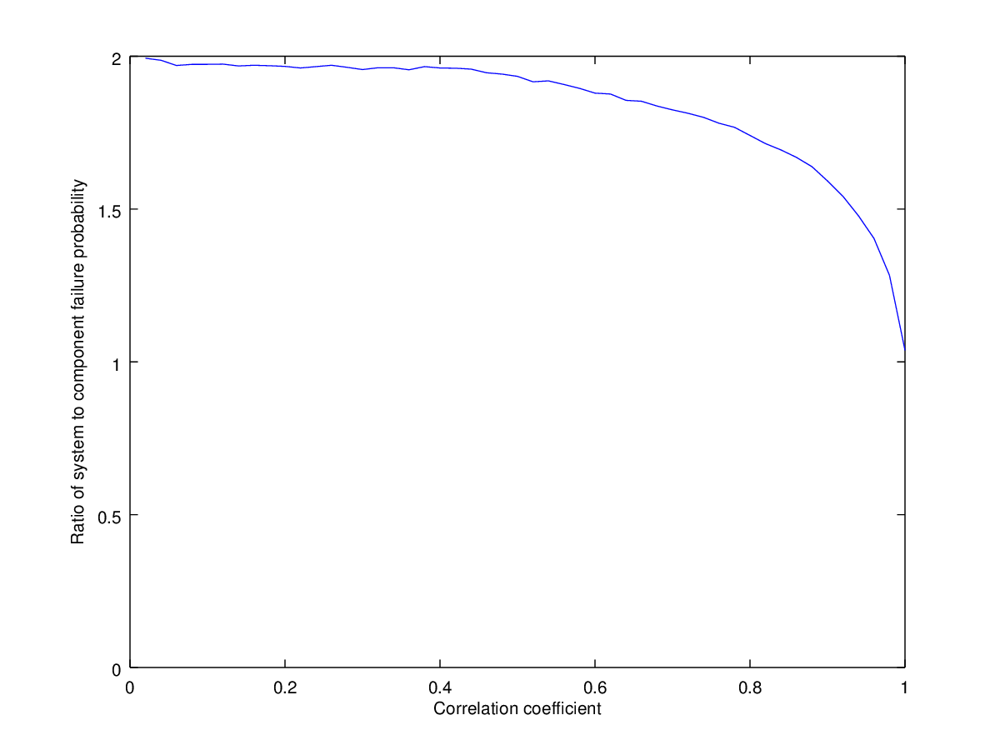 2
1.5
1
0.5
0
Ratio of system to component failure probability
0 0.2 0.4 0.6 0.8 1
Correlation coefficient